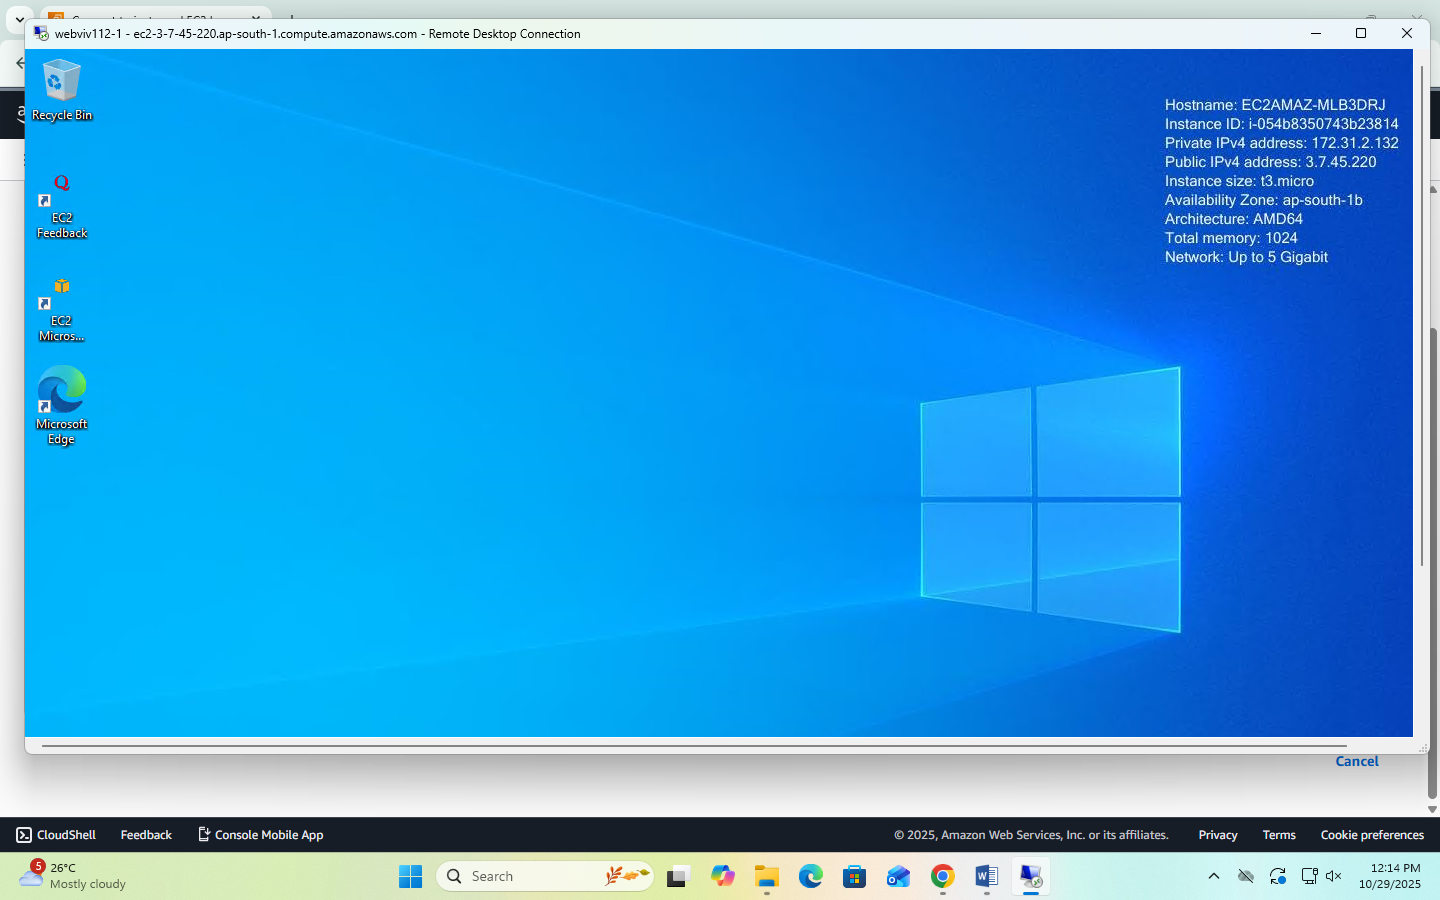 webviv112-1 - ec2-3-7-45-220.ap-south-1.compute.amazonaws.com - Remote Desktop Connection
Recycle Bin
EC2
Feedback
EC2
Micros...
Microsoft
Edge
Hostname: EC2AMAZ-MLB3DRJ
Instance ID: i-054b8350743b23814
Private IPv4 address: 172.31.2.132
Public IPv4 address: 3.7.45.220
Instance size: t3.micro
Availability Zone: ap-south-1b
Architecture: AMD64
Total memory: 1024
Network: Up to 5 Gigabit
Cancel
CloudShell
Feedback
Console Mobile App
© 2025, Amazon Web Services, Inc. or its affiliates.
Privacy
Terms
Cookie preferences
5
26°C
Mostly cloudy
Search
12:14 PM
10/29/2025